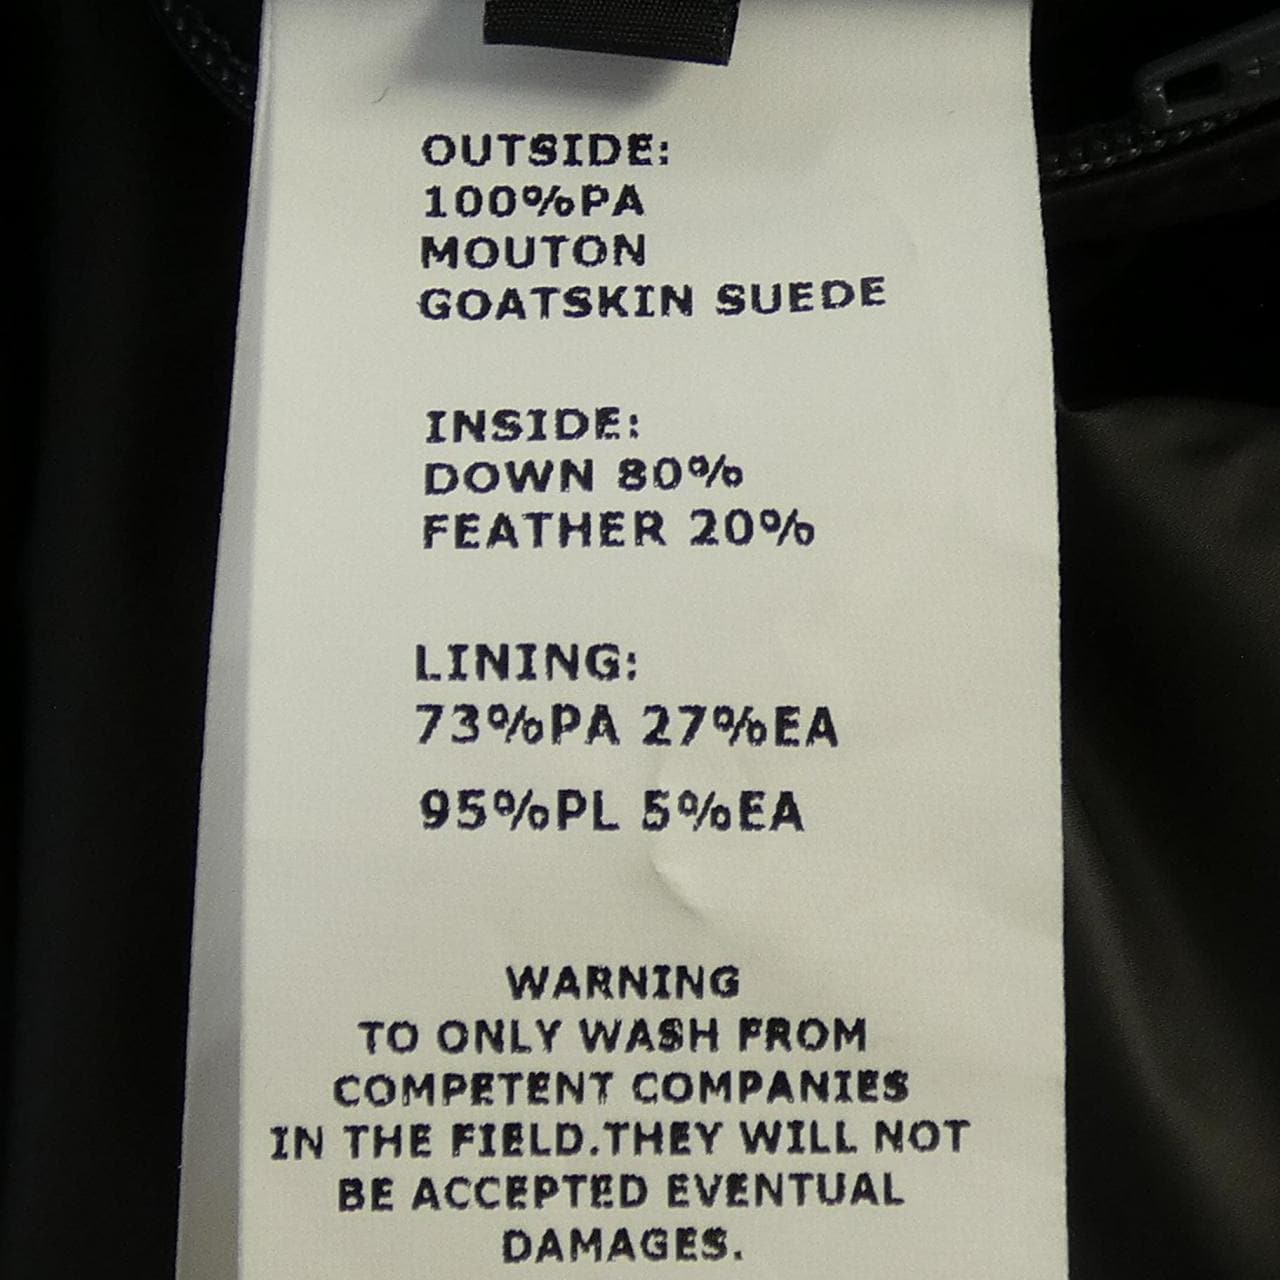 OUTSIDE:
100%PA
MOUTON
GOATSKIN SUEDE
INSIDE:
DOWN 80%
FEATHER 20%
LINING:
73%PA 27%EA
95%PL 5%EA
WARNING
TO ONLY WASH FROM
COMPETENT COMPANIES
IN THE FIELD.THEY WILL NOT
BE ACCEPTED EVENTUAL
DAMAGES.